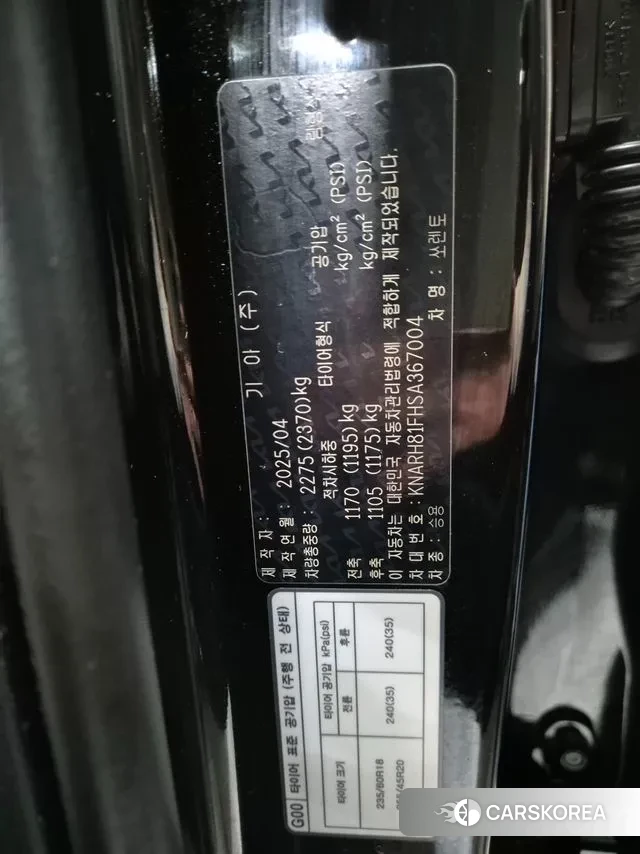 제 작 자 : 기 아 (주)
제 작 연 월 : 2025/04
차량총중량 : 2275 (2370)kg
적차시하중 타이어형식 공기압
전축 1170 (1195)kg kg/cm² (PSI)
후축 1105 (1175)kg kg/cm² (PSI)
이 자동차는 대한민국 자동차관리법령에 적합하게 제작되었습니다.
차 대 번 호 : KNARH81FHSA367004
차 종 : 승용 차 명 : 쏘렌토
G00 타이어 표준 공기압 (주행 전 상태)
타이어 크기 타이어 공기압 kPa(psi)
전륜 후륜
235/60R18 240(35) 240(35)
/45R20
CARSKOREA